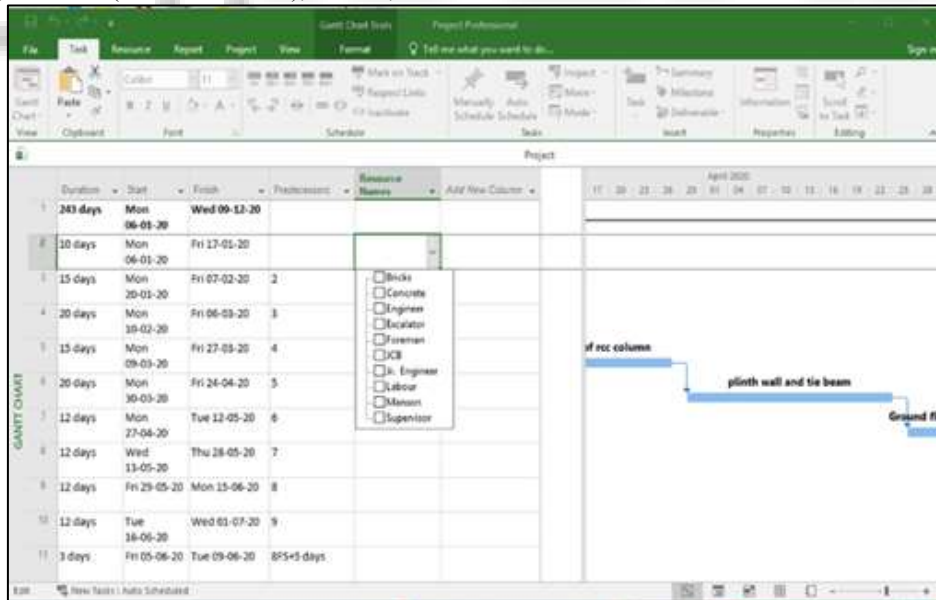 Gantt Chart Tools Project Professional
File Task Resource Report Project View Format Tell me what you want to do...
Sign in
Gantt Chart
Paste
Calibri 11
B I U
Mark on Track
Respect Links
Inactivate
Manually Schedule
Auto Schedule
Inspect
Move
Mode
Task
Summary
Milestone
Deliverable
Information
Scroll to Task
View Clipboard Font Schedule Tasks Insert Properties Editing
Project
Duration Start Finish Predecessors Resource Names Add New Column
April 2020
1 243 days Mon 06-01-20 Wed 09-12-20
2 10 days Mon 06-01-20 Fri 17-01-20
3 15 days Mon 20-01-20 Fri 07-02-20 2
4 20 days Mon 10-02-20 Fri 06-03-20 3
5 15 days Mon 09-03-20 Fri 27-03-20 4
6 20 days Mon 30-03-20 Fri 24-04-20 5
7 12 days Mon 27-04-20 Tue 12-05-20 6
8 12 days Wed 13-05-20 Thu 28-05-20 7
9 12 days Fri 29-05-20 Mon 15-06-20 8
10 12 days Tue 16-06-20 Wed 01-07-20 9
11 3 days Fri 05-06-20 Tue 09-06-20 8FS+5 days
Bricks
Concrete
Engineer
Escalator
Foreman
JCB
Jr. Engineer
Labour
Manson
Supervisor
of rcc column
plinth wall and tie beam
Ground fl
GANTT CHART
New Tasks : Auto Scheduled